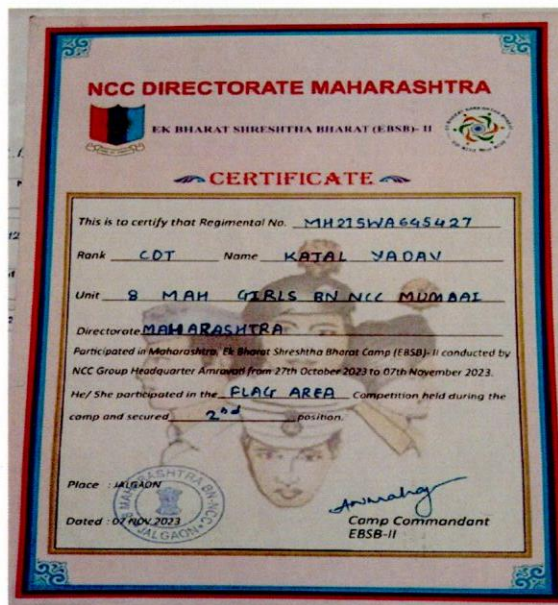 NCC DIRECTORATE MAHARASHTRA
EK BHARAT SHRESHTHA BHARAT (EBSB)- II
CERTIFICATE
This is to certify that Regimental No. MH21SWA645427
Rank CDT Name KAJAL YADAV
Unit 8 MAH GIRLS BN NCC MUMBAI
Directorate MAHARASHTRA
Participated in Maharashtra, Ek Bharat Shreshtha Bharat Camp (EBSB)- II conducted by
NCC Group Headquarter Amravati from 27th October 2023 to 07th November 2023.
He/ She participated in the FLAG AREA Competition held during the
camp and secured 2nd position.
Place : JALGAON
Dated : 07 NOV 2023
MAHARASHTRA BN NCC
JALGAON
Camp Commandant
EBSB-II